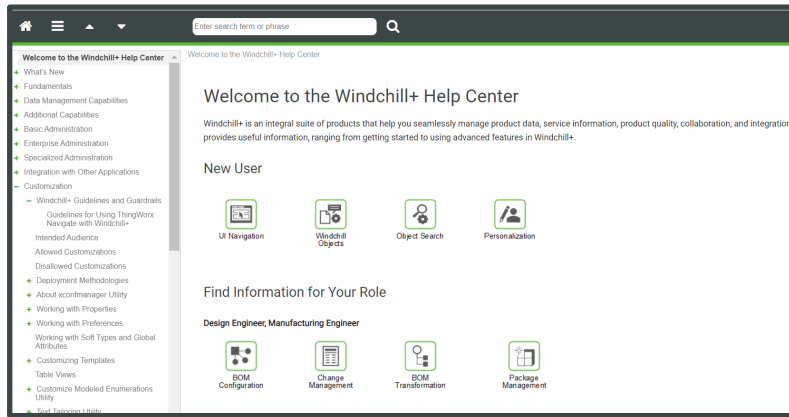 Enter search term or phrase
Welcome to the Windchill+ Help Center
What's New
Fundamentals
Data Management Capabilities
Additional Capabilities
Basic Administration
Enterprise Administration
Specialized Administration
Integration with Other Applications
Customization
Windchill+ Guidelines and Guardrails
Guidelines for Using ThingWorx
Navigate with Windchill+
Intended Audience
Allowed Customizations
Disallowed Customizations
Deployment Methodologies
About xconfmanager Utility
Working with Properties
Working with Preferences
Working with Soft Types and Global
Attributes
Customizing Templates
Table Views
Customize Modeled Enumerations
Utility
Text Tailoring Utility
Welcome to the Windchill+ Help Center
Welcome to the Windchill+ Help Center
Windchill+ is an integral suite of products that help you seamlessly manage product data, service information, product quality, collaboration, and integration
provides useful information, ranging from getting started to using advanced features in Windchill+.
New User
UI Navigation
Windchill
Objects
Object Search
Personalization
Find Information for Your Role
Design Engineer, Manufacturing Engineer
BOM
Configuration
Change
Management
BOM
Transformation
Package
Management